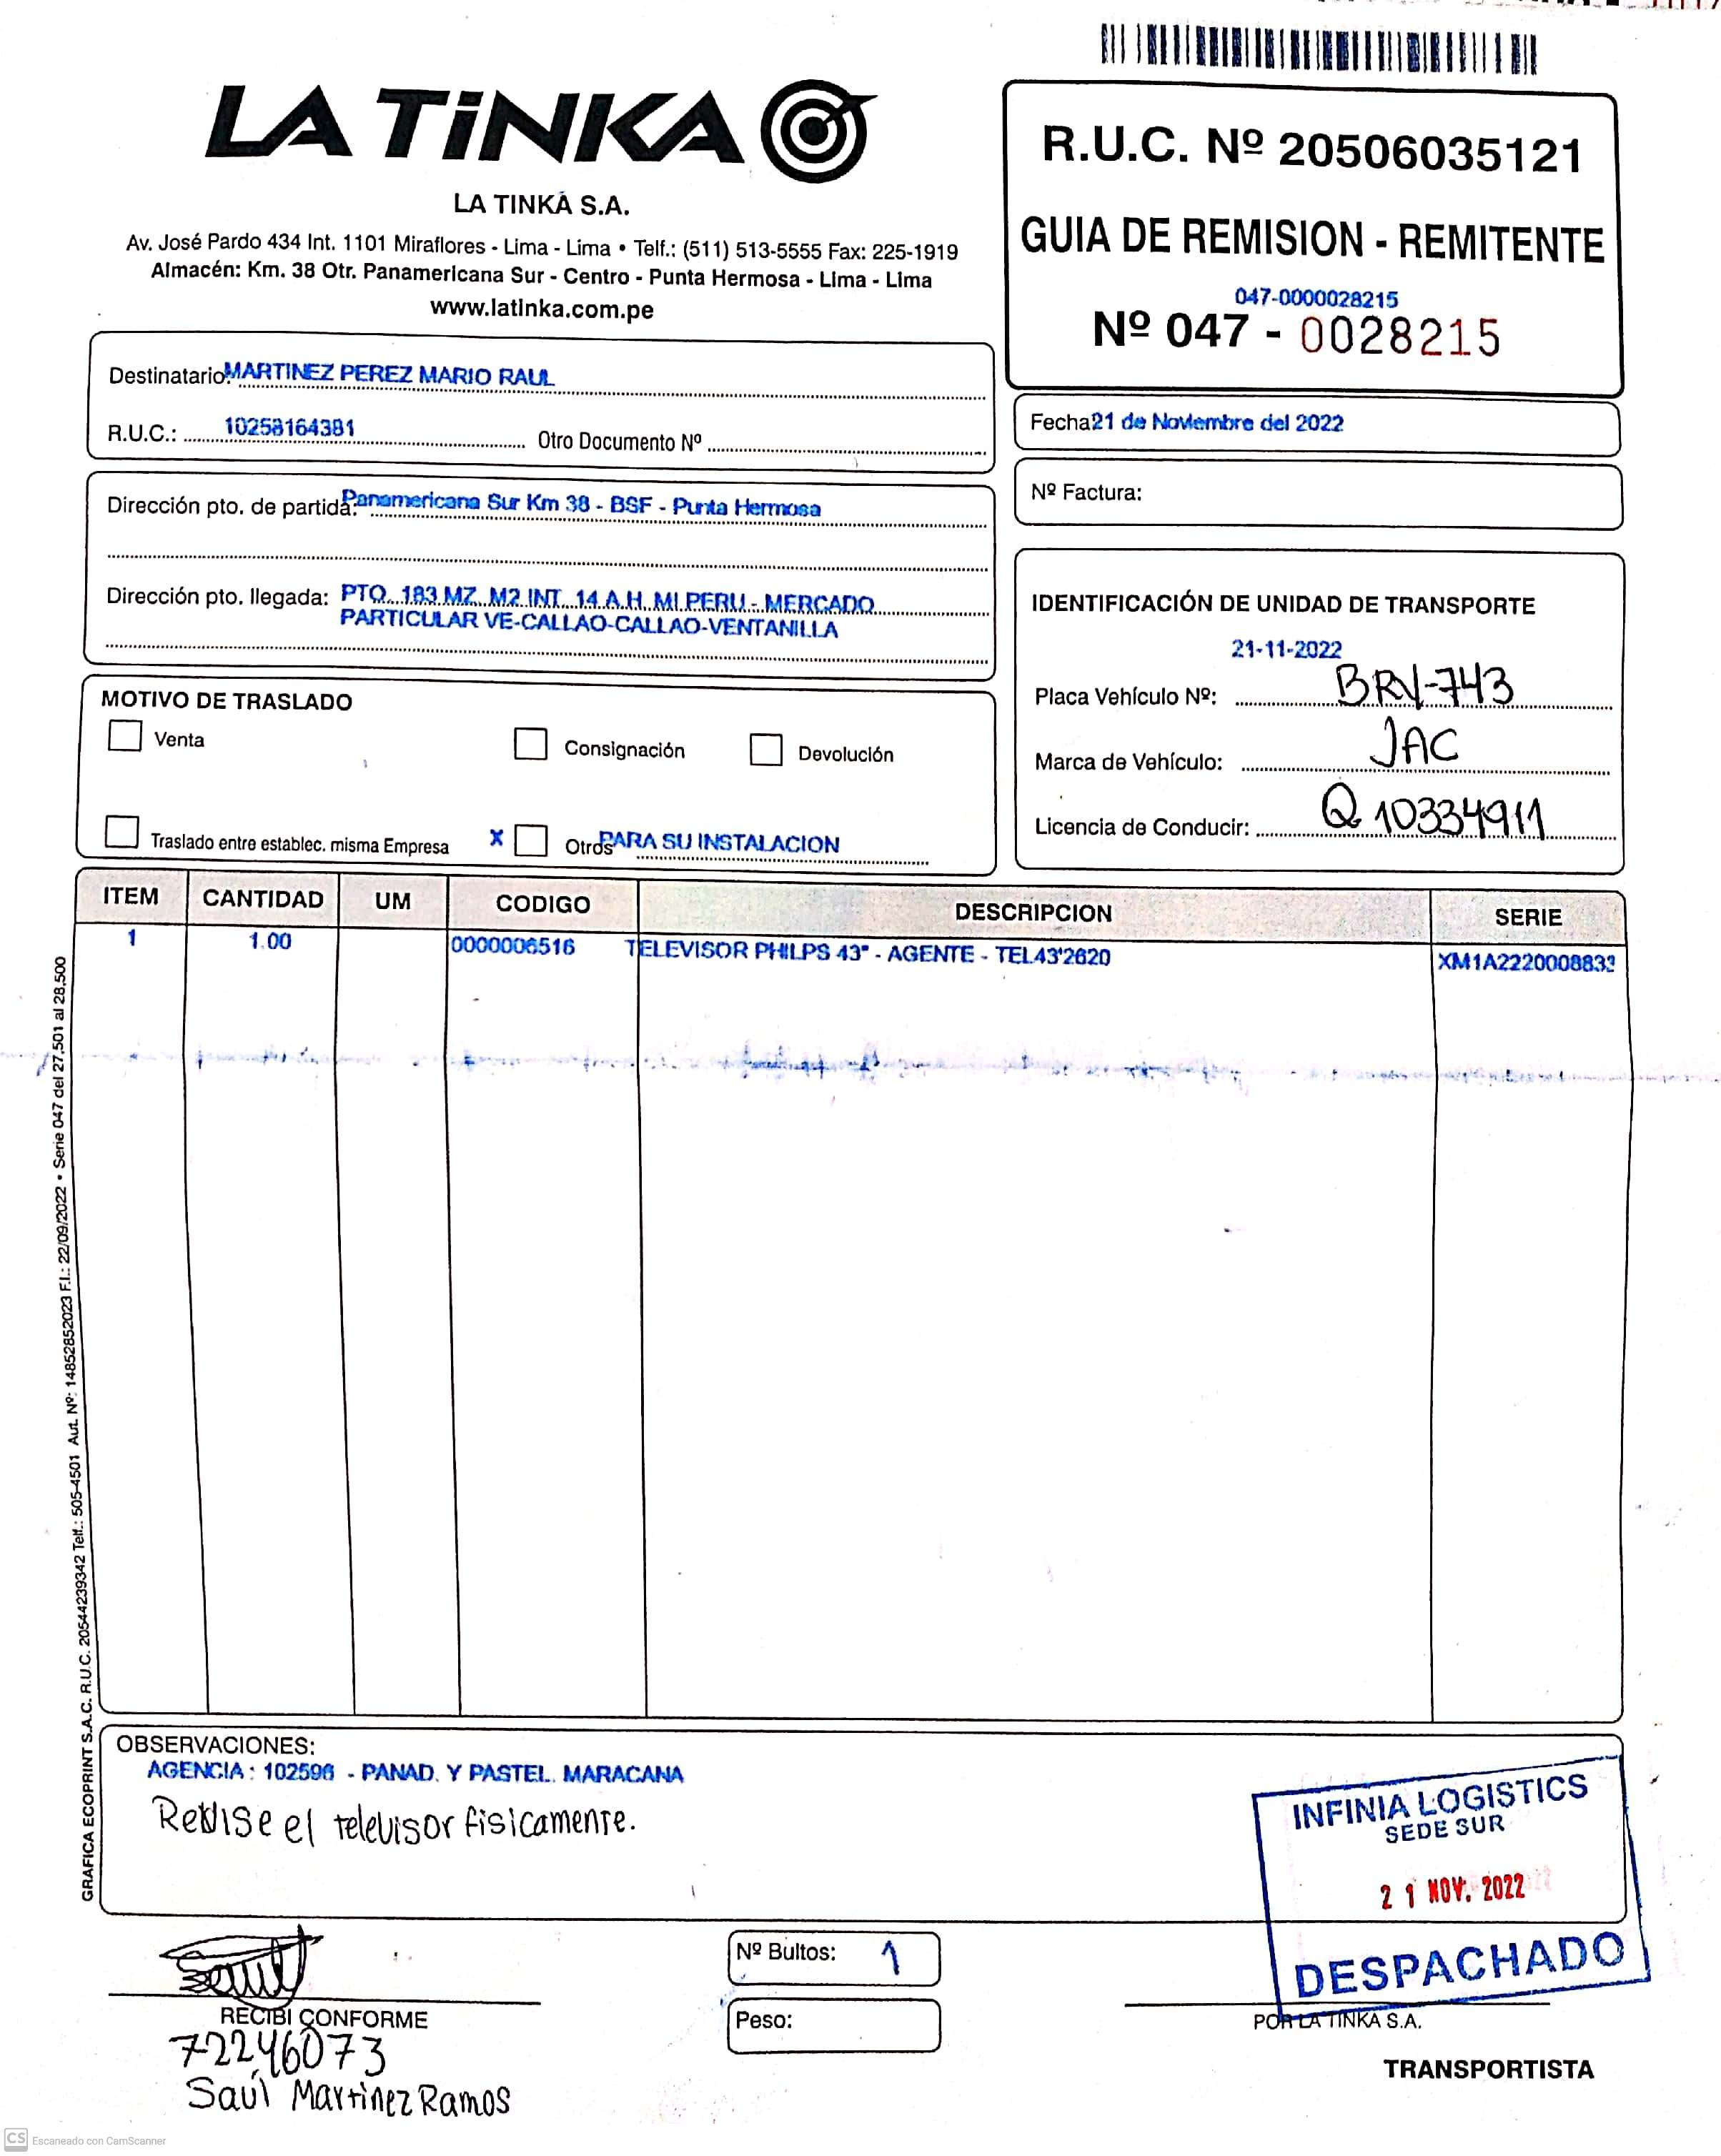 LA TiNKA
LA TINKA S.A.
Av. José Pardo 434 Int. 1101 Miraflores - Lima - Lima • Telf.: (511) 513-5555 Fax: 225-1919
Almacén: Km. 38 Otr. Panamericana Sur - Centro - Punta Hermosa - Lima - Lima
www.latinka.com.pe
R.U.C. Nº 20506035121
GUIA DE REMISION - REMITENTE
047-0000028215
Nº 047 - 0028215
Destinatario: MARTINEZ PEREZ MARIO RAUL
R.U.C.: 10258164381 Otro Documento Nº
Fecha 21 de Noviembre del 2022
Nº Factura:
Dirección pto. de partida: Panamericana Sur Km 38 - BSF - Punta Hermosa
Dirección pto. llegada: PTO. 183 MZ. M2 INT. 14 A.H. MI PERU - MERCADO
PARTICULAR VE-CALLAO-CALLAO-VENTANILLA
IDENTIFICACIÓN DE UNIDAD DE TRANSPORTE
21-11-2022
Placa Vehículo Nº: BRV-743
Marca de Vehículo: JAC
Licencia de Conducir: Q 10334911
MOTIVO DE TRASLADO
Venta Consignación Devolución
Traslado entre establec. misma Empresa X Otros PARA SU INSTALACION
ITEM CANTIDAD UM CODIGO DESCRIPCION SERIE
1 1.00 0000006516 TELEVISOR PHILPS 43" - AGENTE - TEL43'2620 XM1A2220008833
GRAFICA ECOPRINT S.A.C. R.U.C. 20544239342 Telf.: 505-4501 Aut. Nº: 14852852023 F.I.: 22/09/2022 • Serie 047 del 27,501 al 28,500
OBSERVACIONES:
AGENCIA : 102596 - PANAD. Y PASTEL. MARACANA
Revise el televisor fisicamente.
INFINIA LOGISTICS
SEDE SUR
21 NOV. 2022
DESPACHADO
Saul
RECIBI CONFORME
72246073
Saúl Martinez Ramos
Nº Bultos: 1
Peso:
POR LA TINKA S.A.
TRANSPORTISTA
CS Escaneado con CamScanner